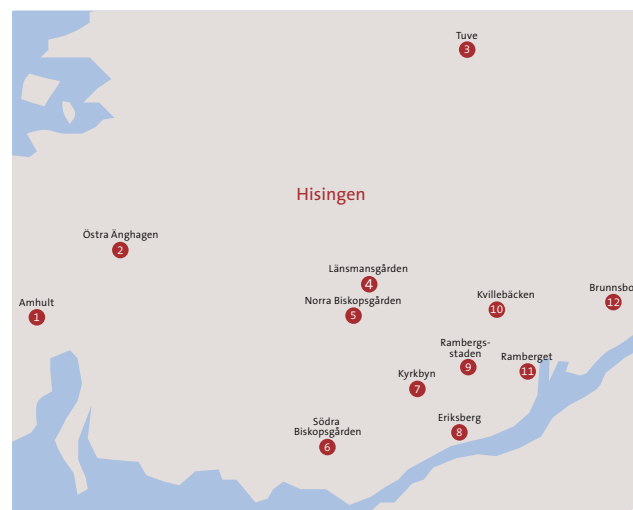 Tuve
3
Hisingen
Östra Änghagen
2
Länsmansgården
4
Norra Biskopsgården
5
Kvillebäcken
10
Brunnsbo
12
Amhult
1
Rambergs-
staden
9
Ramberget
11
Kyrkbyn
7
Södra
Biskopsgården
6
Eriksberg
8